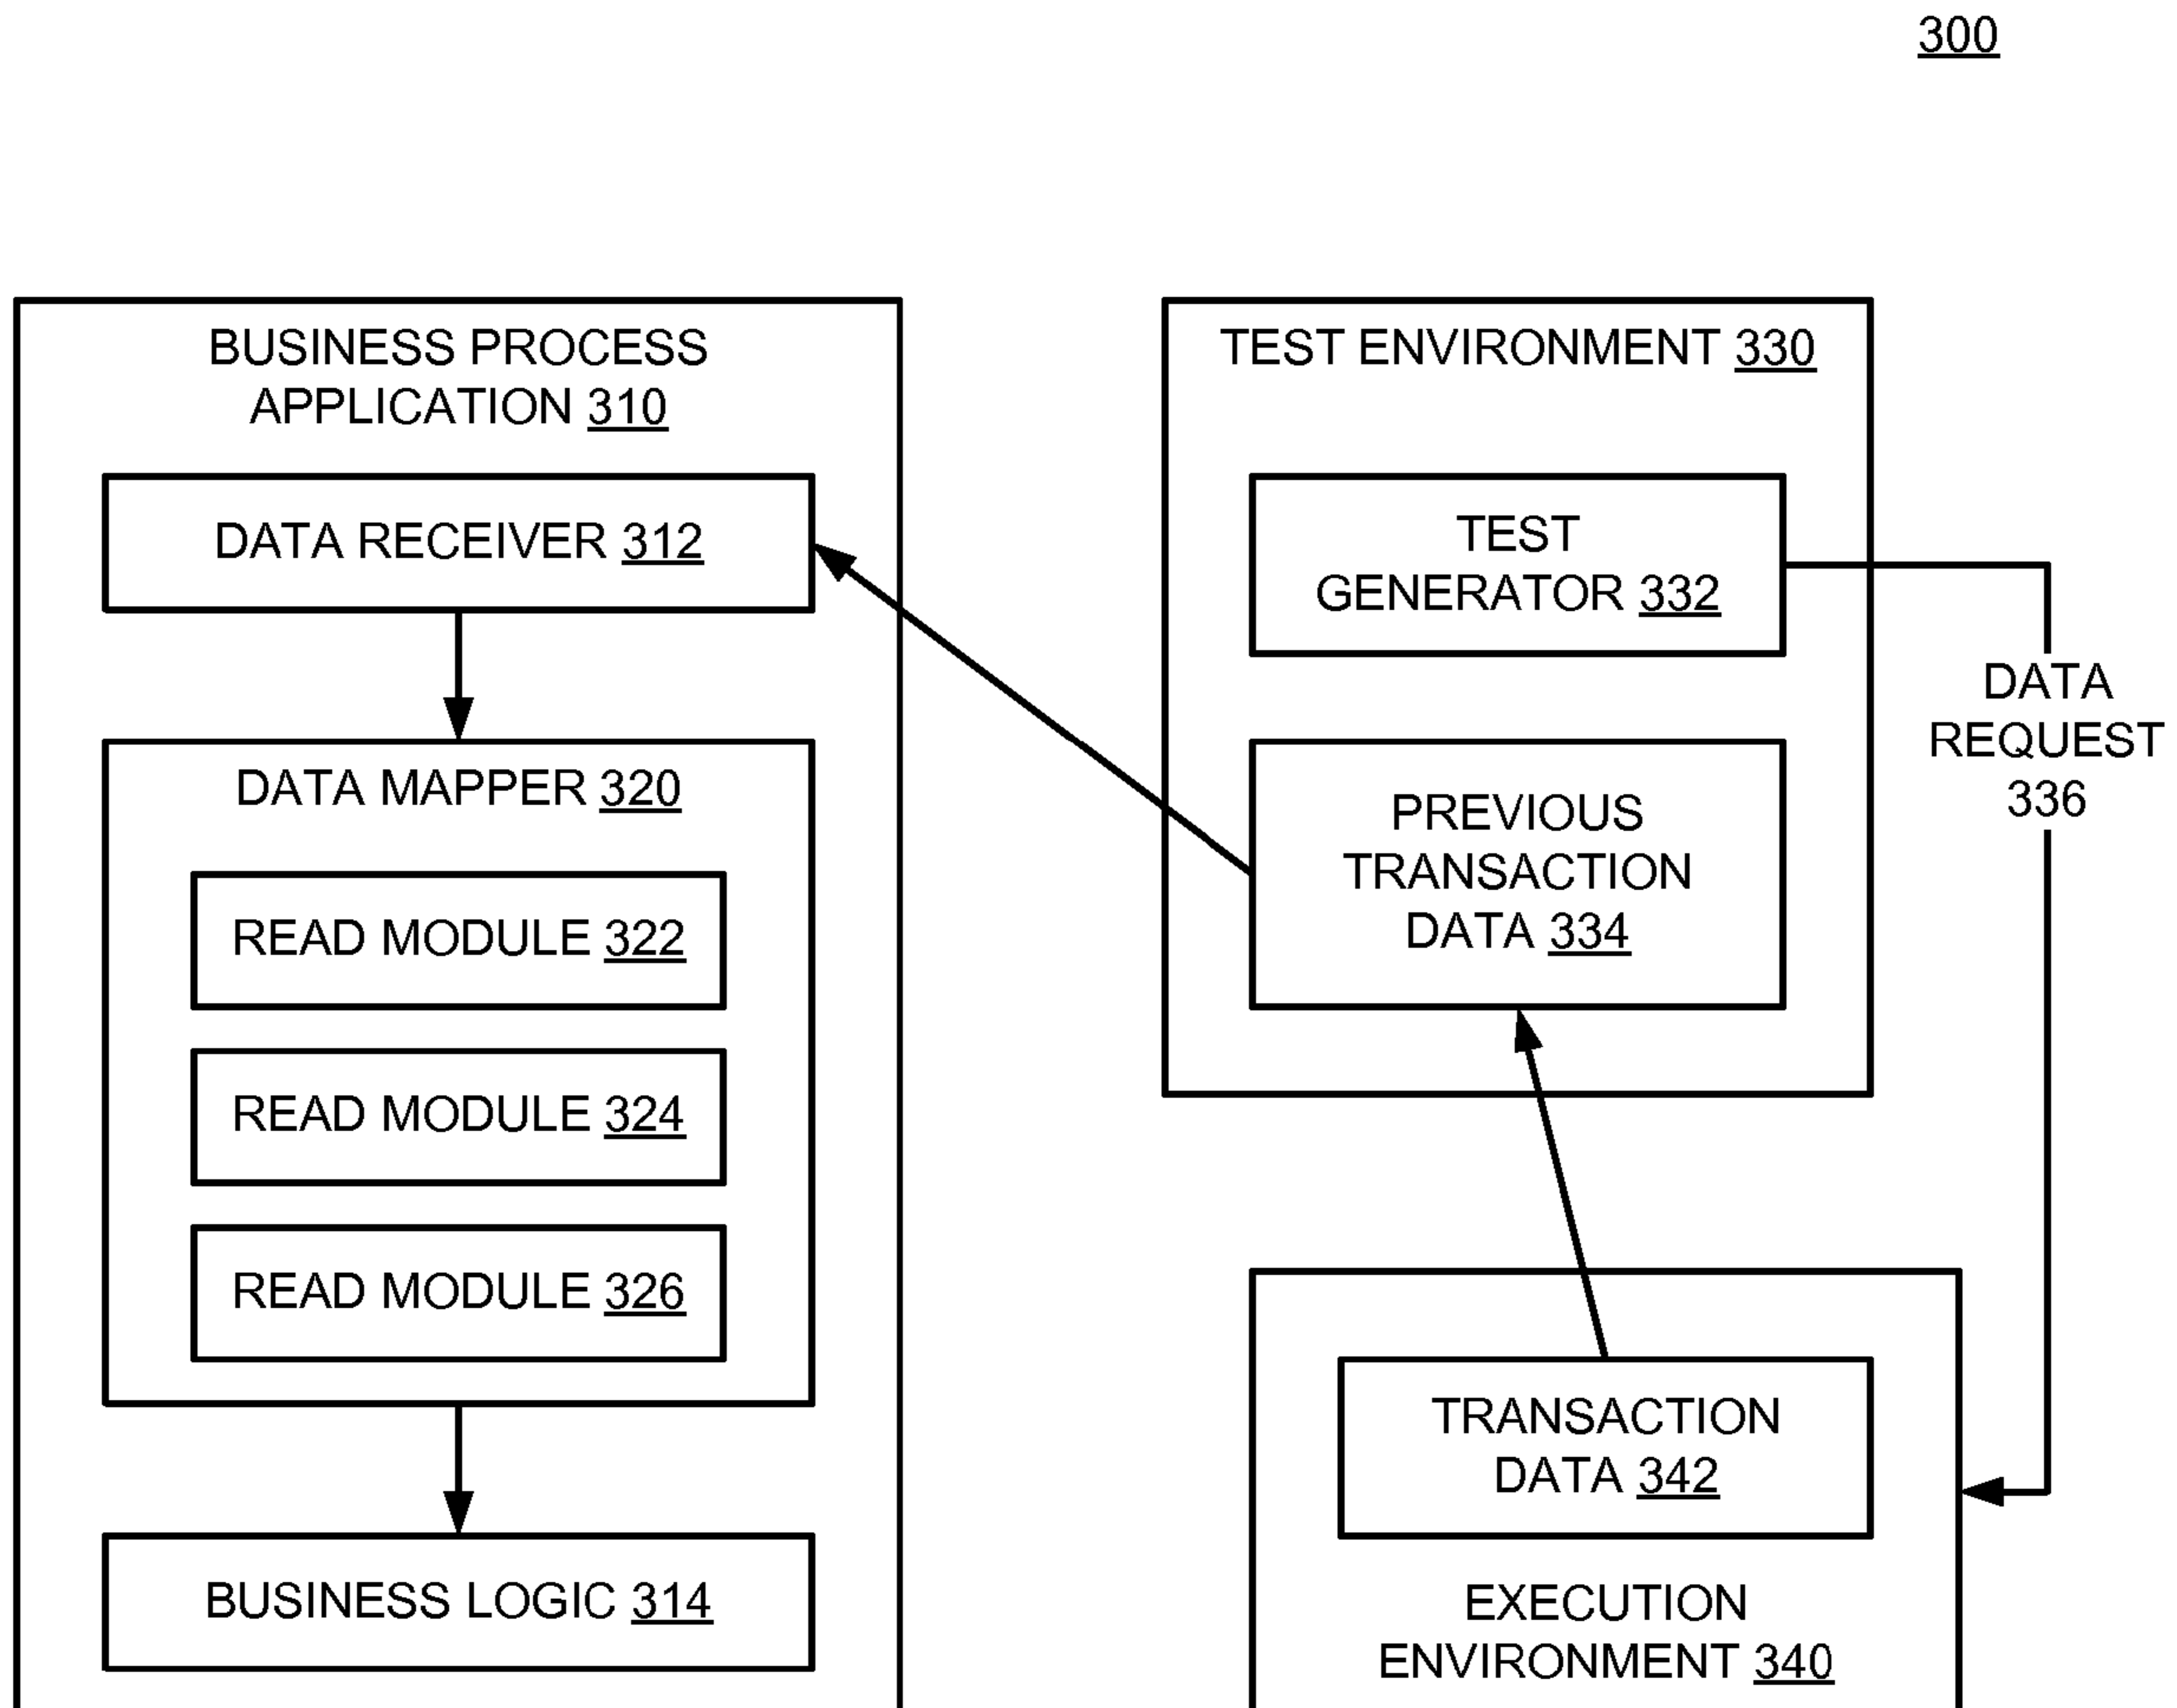 300
BUSINESS PROCESS
APPLICATION 310
DATA RECEIVER 312
DATA MAPPER 320
READ MODULE 322
READ MODULE 324
READ MODULE 326
BUSINESS LOGIC 314
TEST ENVIRONMENT 330
TEST
GENERATOR 332
PREVIOUS
TRANSACTION
DATA 334
DATA
REQUEST
336
TRANSACTION
DATA 342
EXECUTION
ENVIRONMENT 340